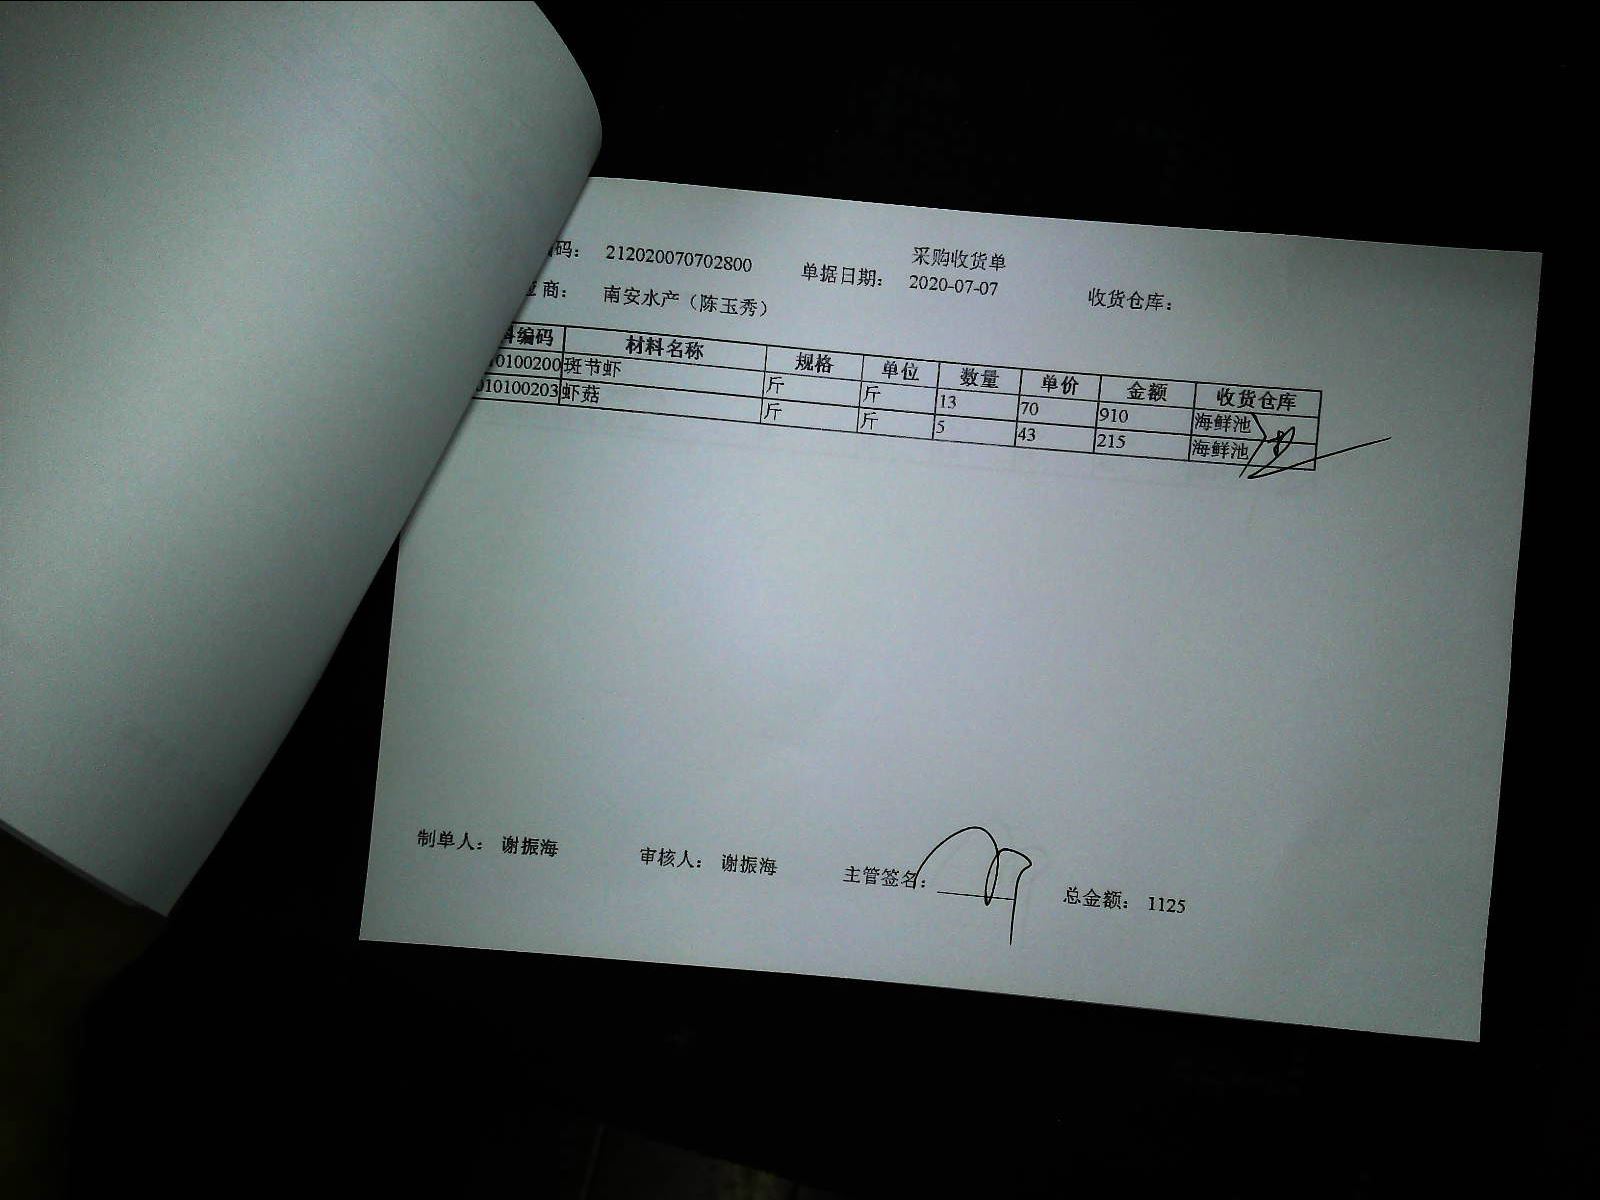 采购收货单
码： 212020070702800 单据日期： 2020-07-07 收货仓库：
商： 南安水产（陈玉秀）
编码 材料名称 规格 单位 数量 单价 金额 收货仓库
0100200 斑节虾 斤 斤 13 70 910 海鲜池
010100203 虾菇 斤 斤 5 43 215 海鲜池
制单人： 谢振海 审核人： 谢振海 主管签名： 总金额： 1125